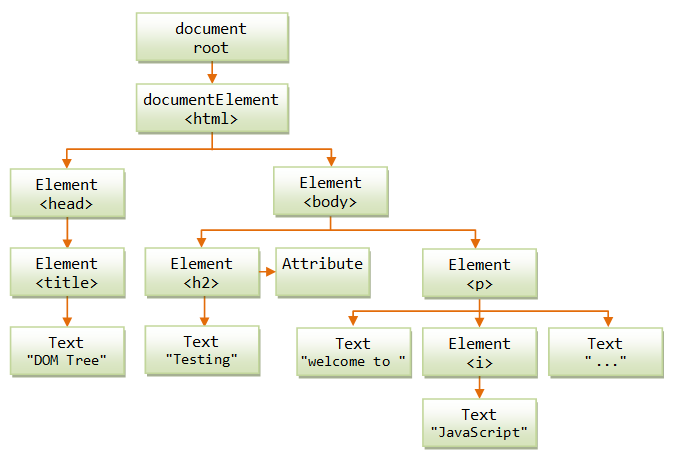 document
root
documentElement
<html>
Element
<head>
Element
<body>
Element
<title>
Element
<h2>
Attribute
Element
<p>
Text
"DOM Tree"
Text
"Testing"
Text
"welcome to "
Element
<i>
Text
"..."
Text
"JavaScript"